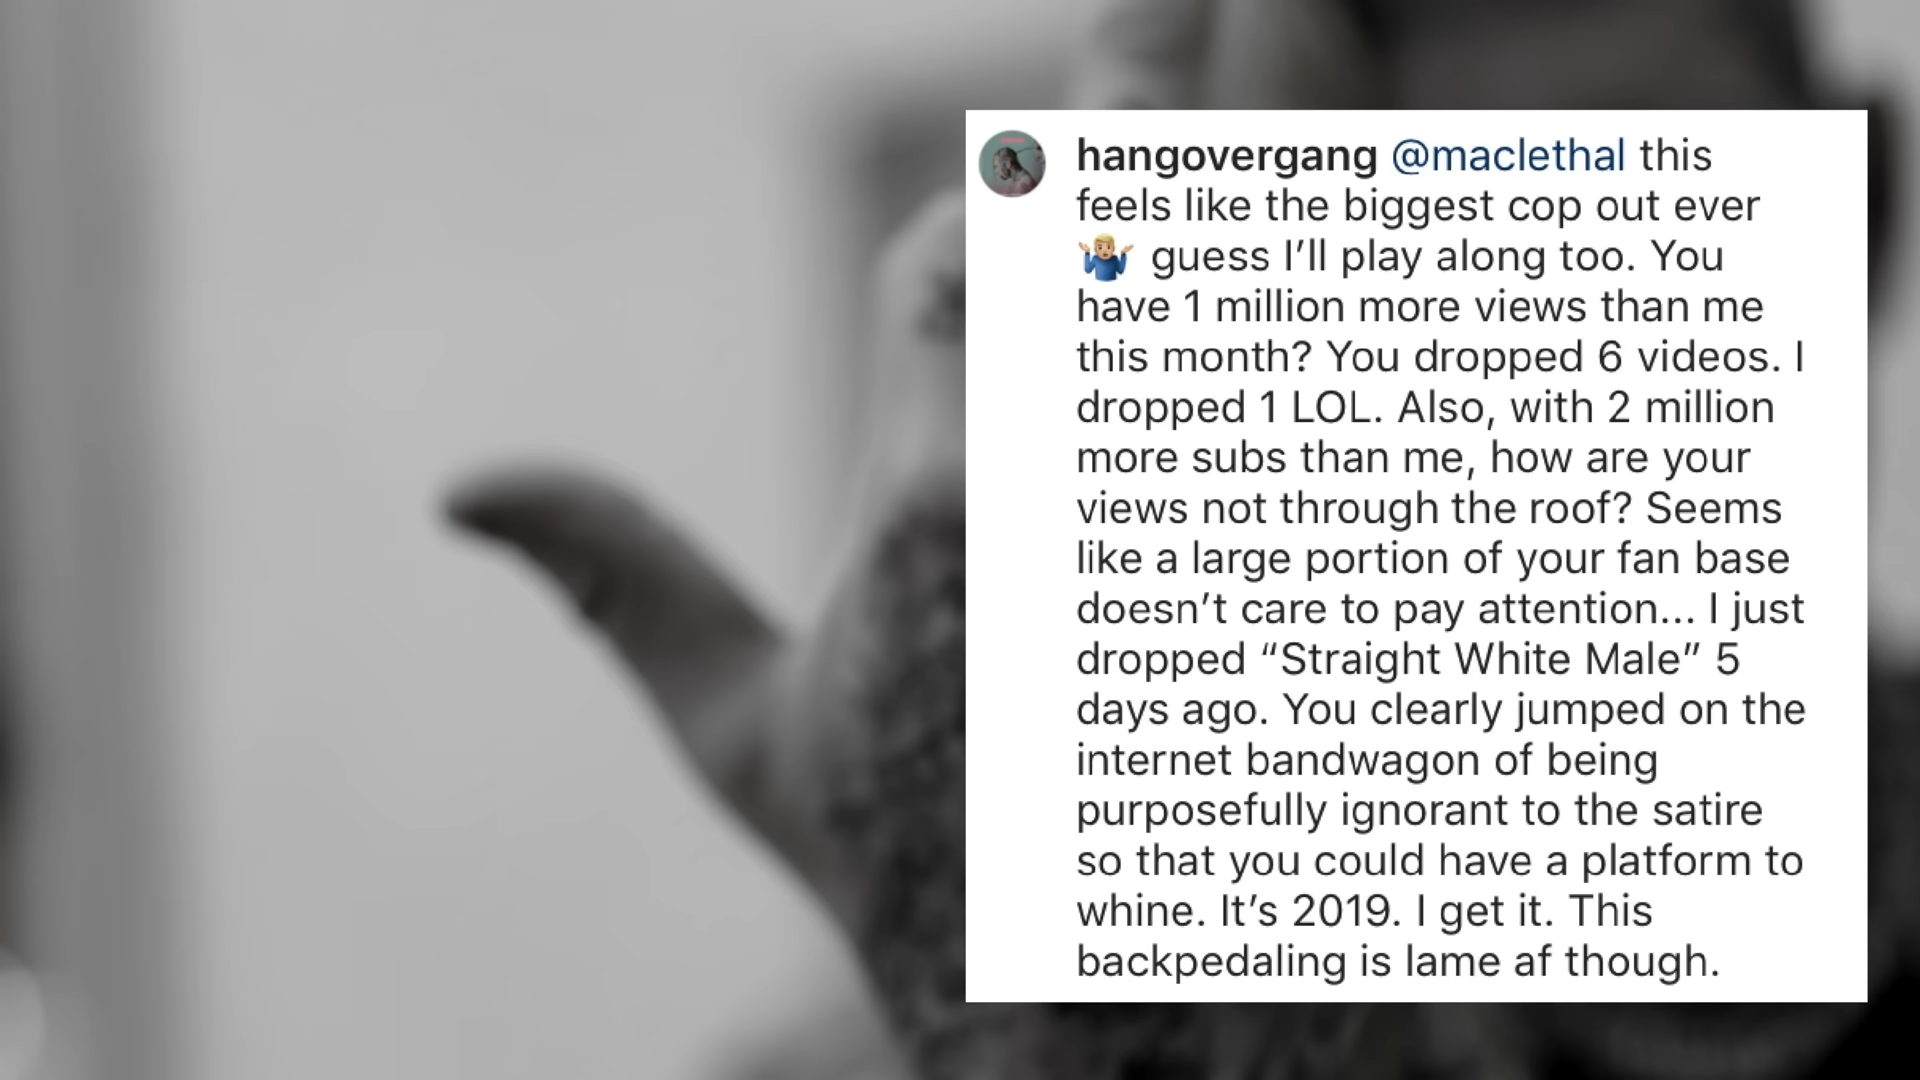 hangovergang @maclethal this
feels like the biggest cop out ever
🤷🏼‍♂️ guess I’ll play along too. You
have 1 million more views than me
this month? You dropped 6 videos. I
dropped 1 LOL. Also, with 2 million
more subs than me, how are your
views not through the roof? Seems
like a large portion of your fan base
doesn’t care to pay attention... I just
dropped “Straight White Male” 5
days ago. You clearly jumped on the
internet bandwagon of being
purposefully ignorant to the satire
so that you could have a platform to
whine. It’s 2019. I get it. This
backpedaling is lame af though.